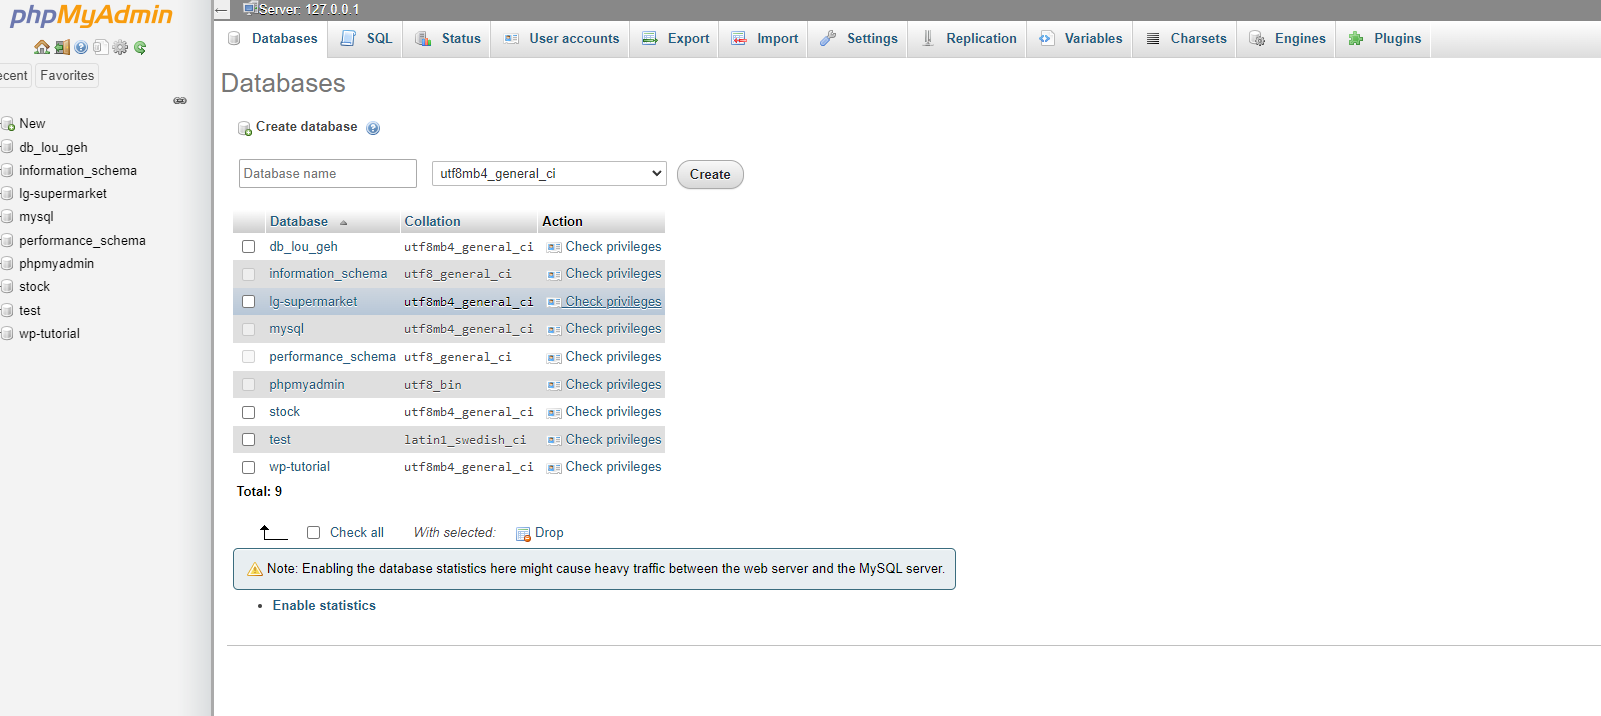 phpMyAdmin
ecent Favorites
New
db_lou_geh
information_schema
lg-supermarket
mysql
performance_schema
phpmyadmin
stock
test
wp-tutorial
Server: 127.0.0.1
Databases SQL Status User accounts Export Import Settings Replication Variables Charsets Engines Plugins
Databases
Create database
Database name utf8mb4_general_ci Create
Database Collation Action
db_lou_geh utf8mb4_general_ci Check privileges
information_schema utf8_general_ci Check privileges
lg-supermarket utf8mb4_general_ci Check privileges
mysql utf8mb4_general_ci Check privileges
performance_schema utf8_general_ci Check privileges
phpmyadmin utf8_bin Check privileges
stock utf8mb4_general_ci Check privileges
test latin1_swedish_ci Check privileges
wp-tutorial utf8mb4_general_ci Check privileges
Total: 9
Check all With selected: Drop
Note: Enabling the database statistics here might cause heavy traffic between the web server and the MySQL server.
• Enable statistics